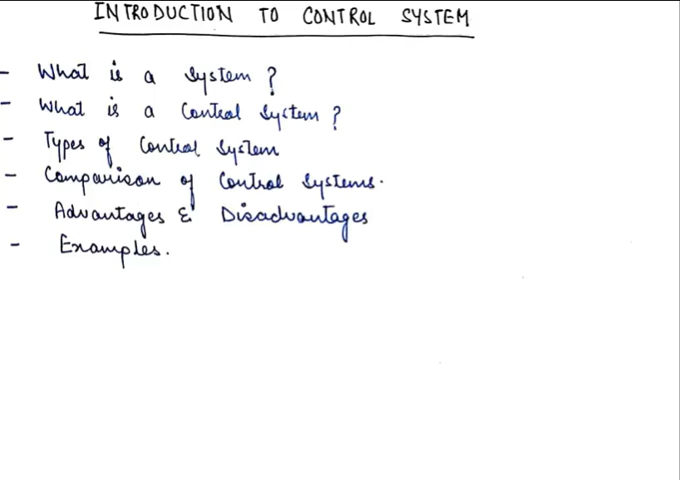 INTRODUCTION TO CONTROL SYSTEM
- What is a System?
- What is a Control System?
- Types of Control System
- Comparison of Control Systems.
- Advantages & Disadvantages
- Examples.